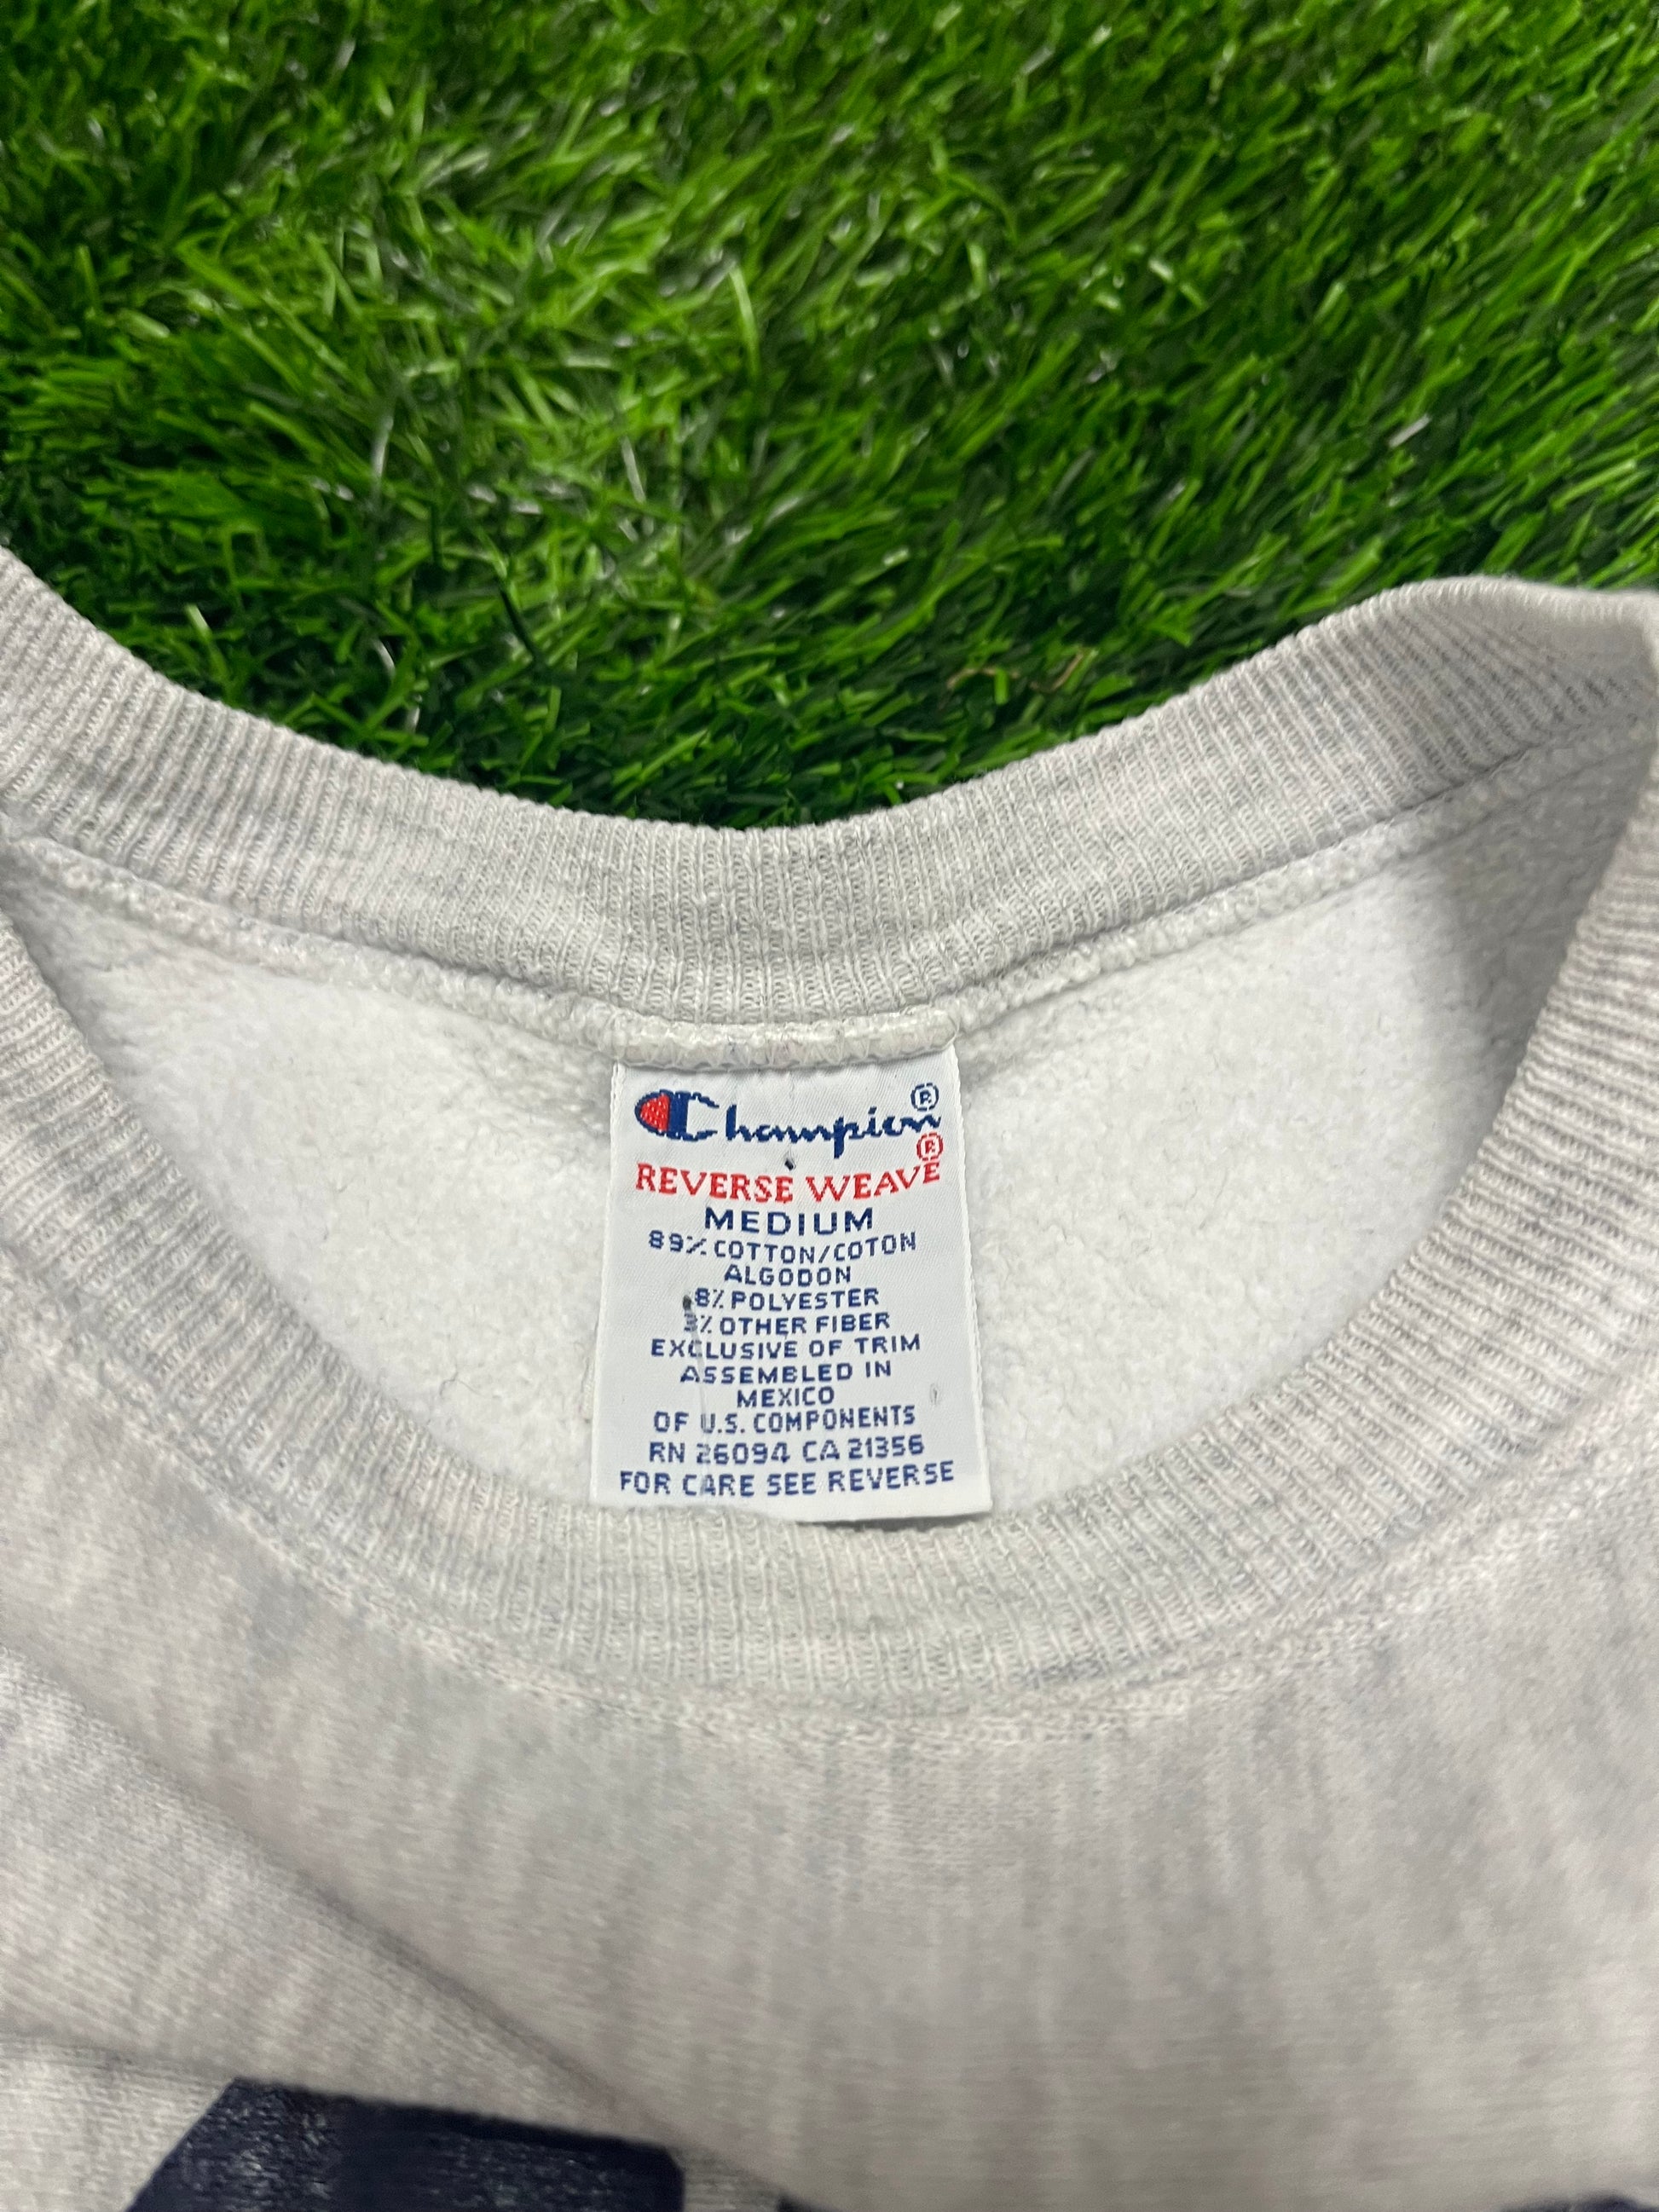 Champion®
REVERSE WEAVE®
MEDIUM
89% COTTON/COTON
ALGODON
8% POLYESTER
3% OTHER FIBER
EXCLUSIVE OF TRIM
ASSEMBLED IN
MEXICO
OF U.S. COMPONENTS
RN 26094 CA 21356
FOR CARE SEE REVERSE